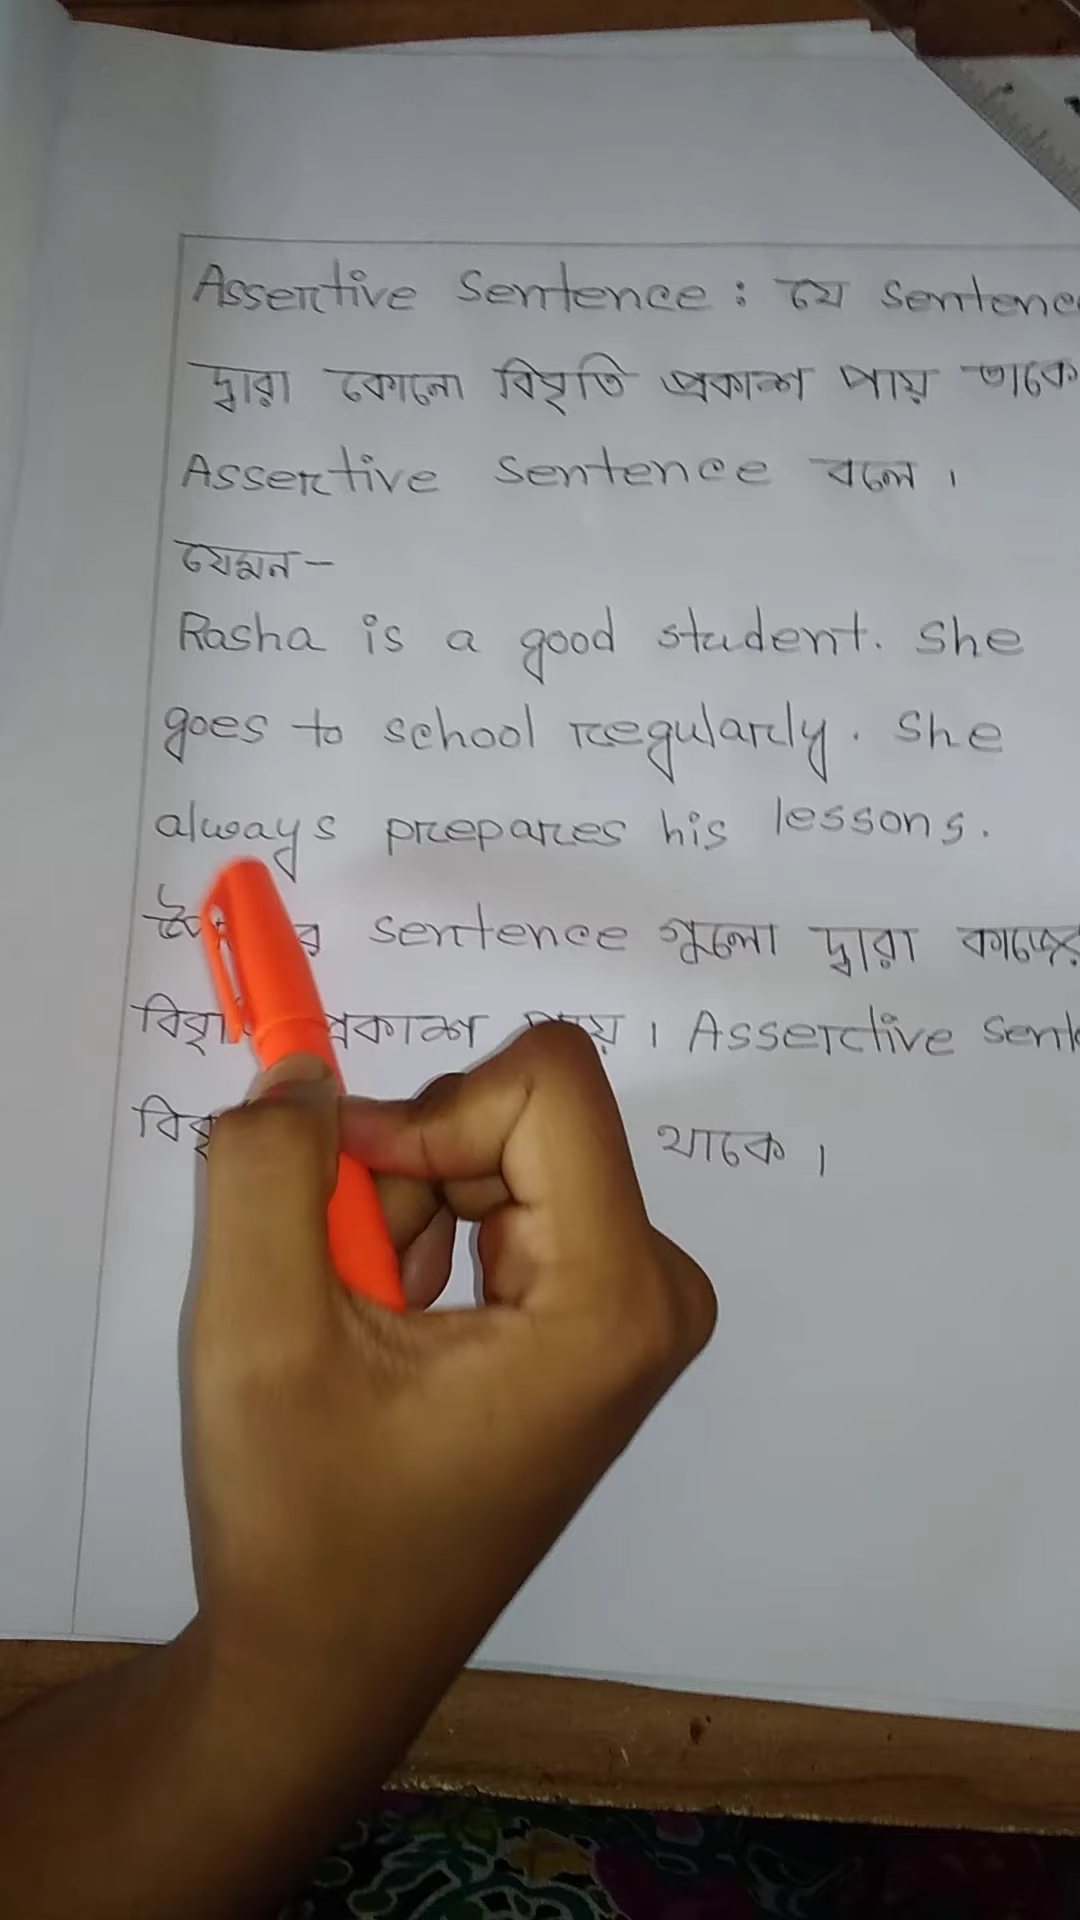 Assertive Sentence : যে Sentence
দ্বারা কোনো বিবৃতি প্রকাশ পায় তাকে
Assertive Sentence বলে ।
যেমন-
Rasha is a good student. She
goes to school regularly. She
always prepares his lessons.
sentence গুলো দ্বারা কাজের
প্রকাশ পায় । Assertive
থাকে ।